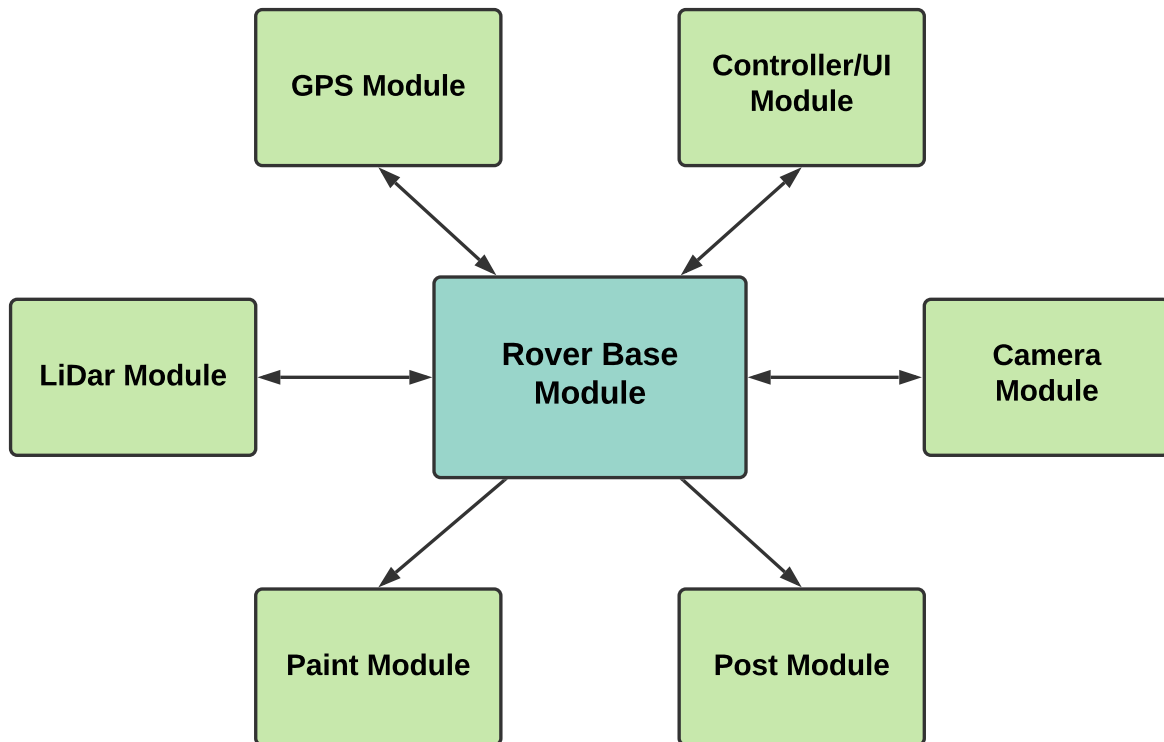 GPS Module
Controller/UI
Module
LiDar Module
Rover Base
Module
Camera
Module
Paint Module
Post Module